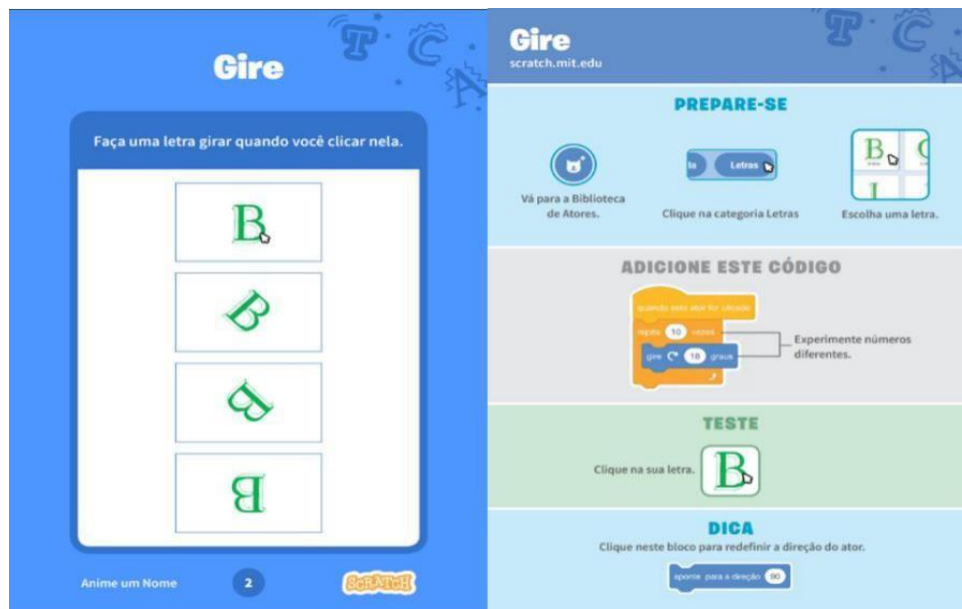 Gire
Faça uma letra girar quando você clicar nela.
B
B
B
B
Anime um Nome
2
SCRATCH
Gire
scratch.mit.edu
PREPARE-SE
Vá para a Biblioteca
de Atores.
Letras
Clique na categoria Letras
B
Escolha uma letra.
ADICIONE ESTE CÓDIGO
quando este ator for clicado
repita 10 vezes
gire 18 graus
Experimente números
diferentes.
TESTE
Clique na sua letra.
B
DICA
Clique neste bloco para redefinir a direção do ator.
aponte para a direção 90